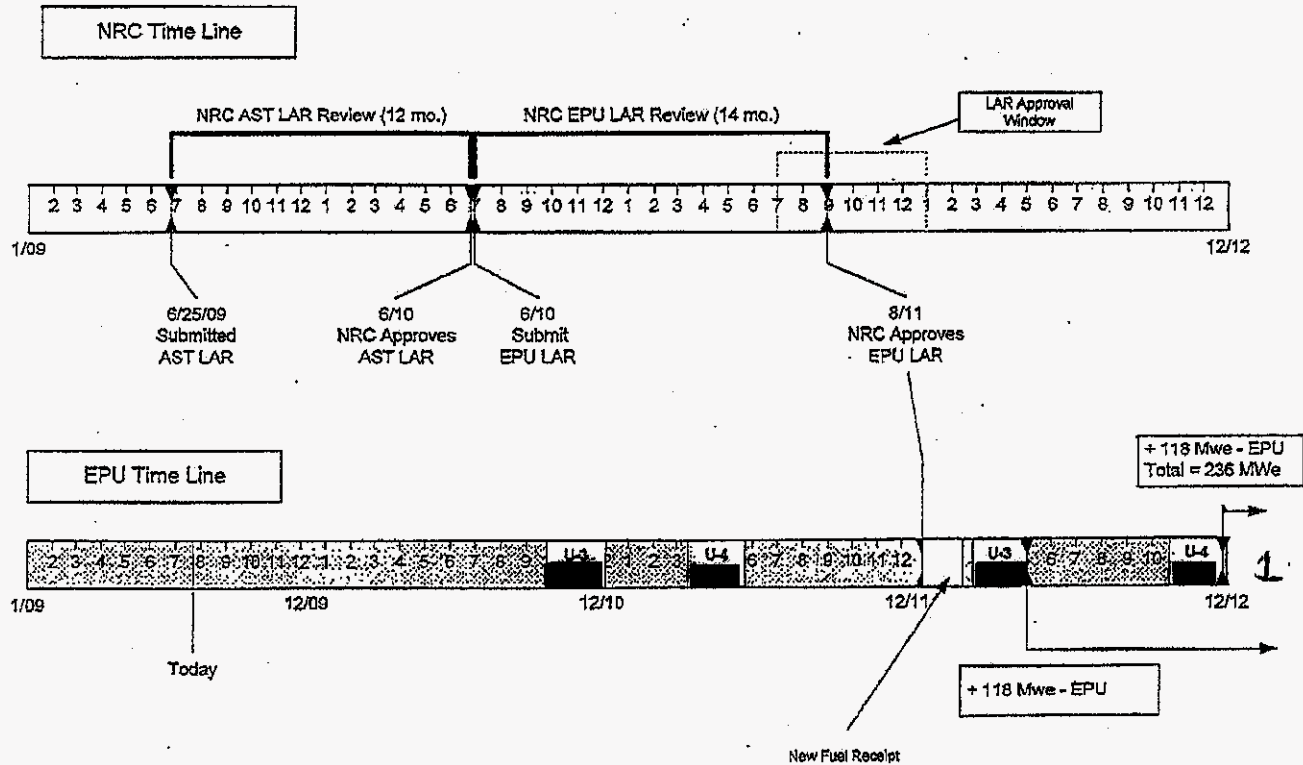 NRC Time Line
NRC AST LAR Review (12 mo.)
NRC EPU LAR Review (14 mo.)
LAR Approval
Window
2 3 4 5 6 7 8 9 10 11 12 1 2 3 4 5 6 7 8 9 10 11 12 1 2 3 4 5 6 7 8 9 10 11 12 1 2 3 4 5 6 7 8 9 10 11 12
1/09
12/12
6/25/09
Submitted
AST LAR
6/10
NRC Approves
AST LAR
6/10
Submit
EPU LAR
8/11
NRC Approves
EPU LAR
EPU Time Line
+ 118 Mwe - EPU
Total = 236 MWe
2 3 4 5 6 7 8 9 10 11 12 1 2 3 4 5 6 7 8 9 U-3 1 2 3 U-4 6 7 8 9 10 11 12 U-3 6 7 8 9 10 U-4
1
1/09
12/09
12/10
12/11
12/12
Today
+ 118 Mwe - EPU
New Fuel Receipt